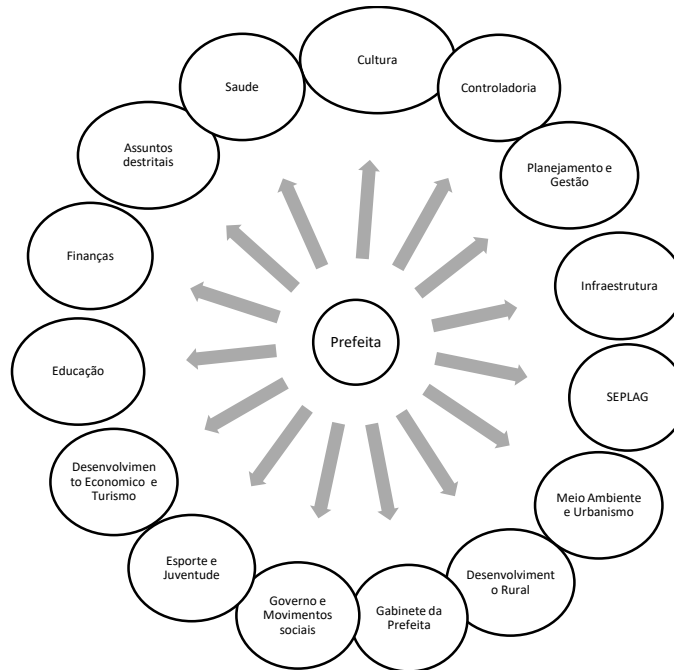 Cultura
Controladoria
Planejamento e
Gestão
Infraestrutura
SEPLAG
Meio Ambiente
e Urbanismo
Desenvolviment
o Rural
Gabinete da
Prefeita
Governo e
Movimentos
sociais
Esporte e
Juventude
Desenvolvimen
to Economico e
Turismo
Educação
Finanças
Assuntos
destritais
Saude
Prefeita